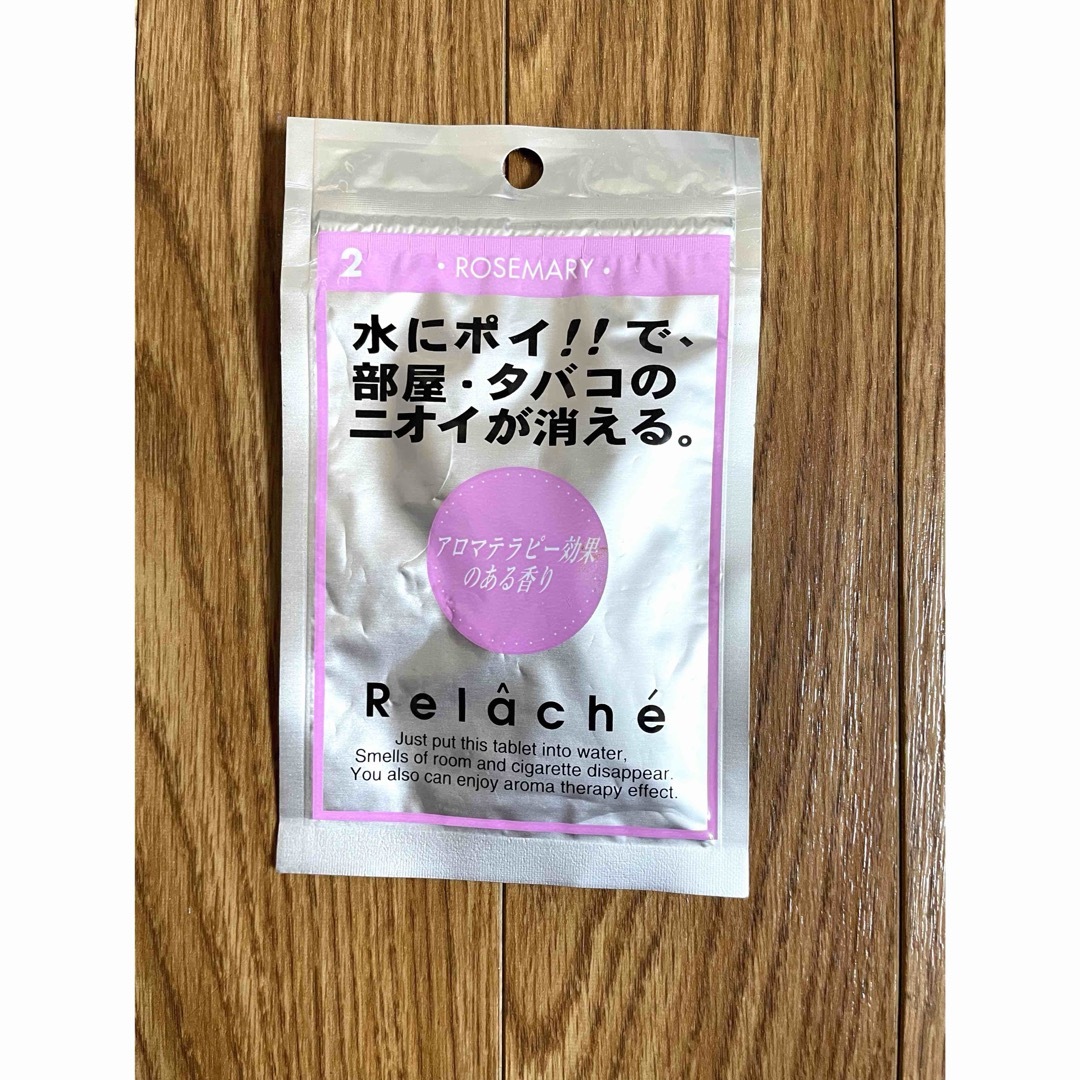 2
• ROSEMARY •
水にポイ!!で、
部屋・タバコの
ニオイが消える。
アロマテラピー効果
のある香り
Relâché
Just put this tablet into water,
Smells of room and cigarette disappear.
You also can enjoy aroma therapy effect.